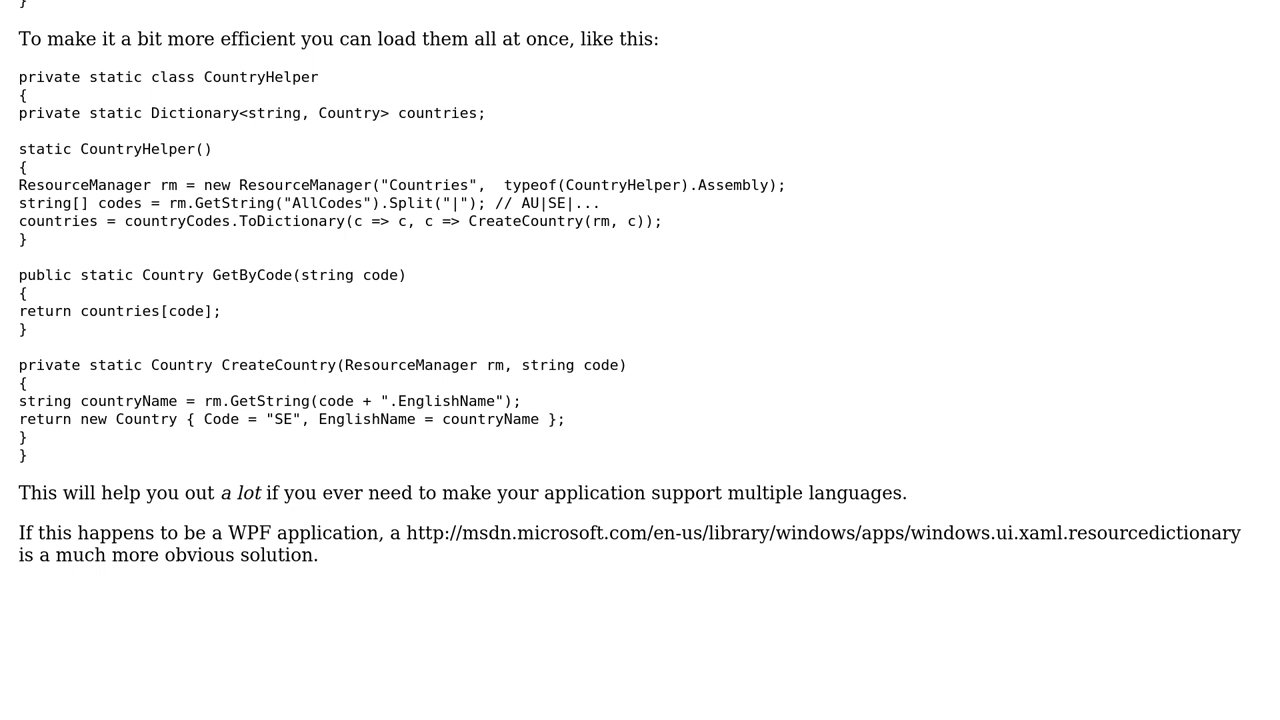 }
To make it a bit more efficient you can load them all at once, like this:
private static class CountryHelper
{
private static Dictionary<string, Country> countries;
static CountryHelper()
{
ResourceManager rm = new ResourceManager("Countries",  typeof(CountryHelper).Assembly);
string[] codes = rm.GetString("AllCodes").Split("|"); // AU|SE|...
countries = countryCodes.ToDictionary(c => c, c => CreateCountry(rm, c));
}
public static Country GetByCode(string code)
{
return countries[code];
}
private static Country CreateCountry(ResourceManager rm, string code)
{
string countryName = rm.GetString(code + ".EnglishName");
return new Country { Code = "SE", EnglishName = countryName };
}
}
This will help you out a lot if you ever need to make your application support multiple languages.
If this happens to be a WPF application, a http://msdn.microsoft.com/en-us/library/windows/apps/windows.ui.xaml.resourcedictionary
is a much more obvious solution.